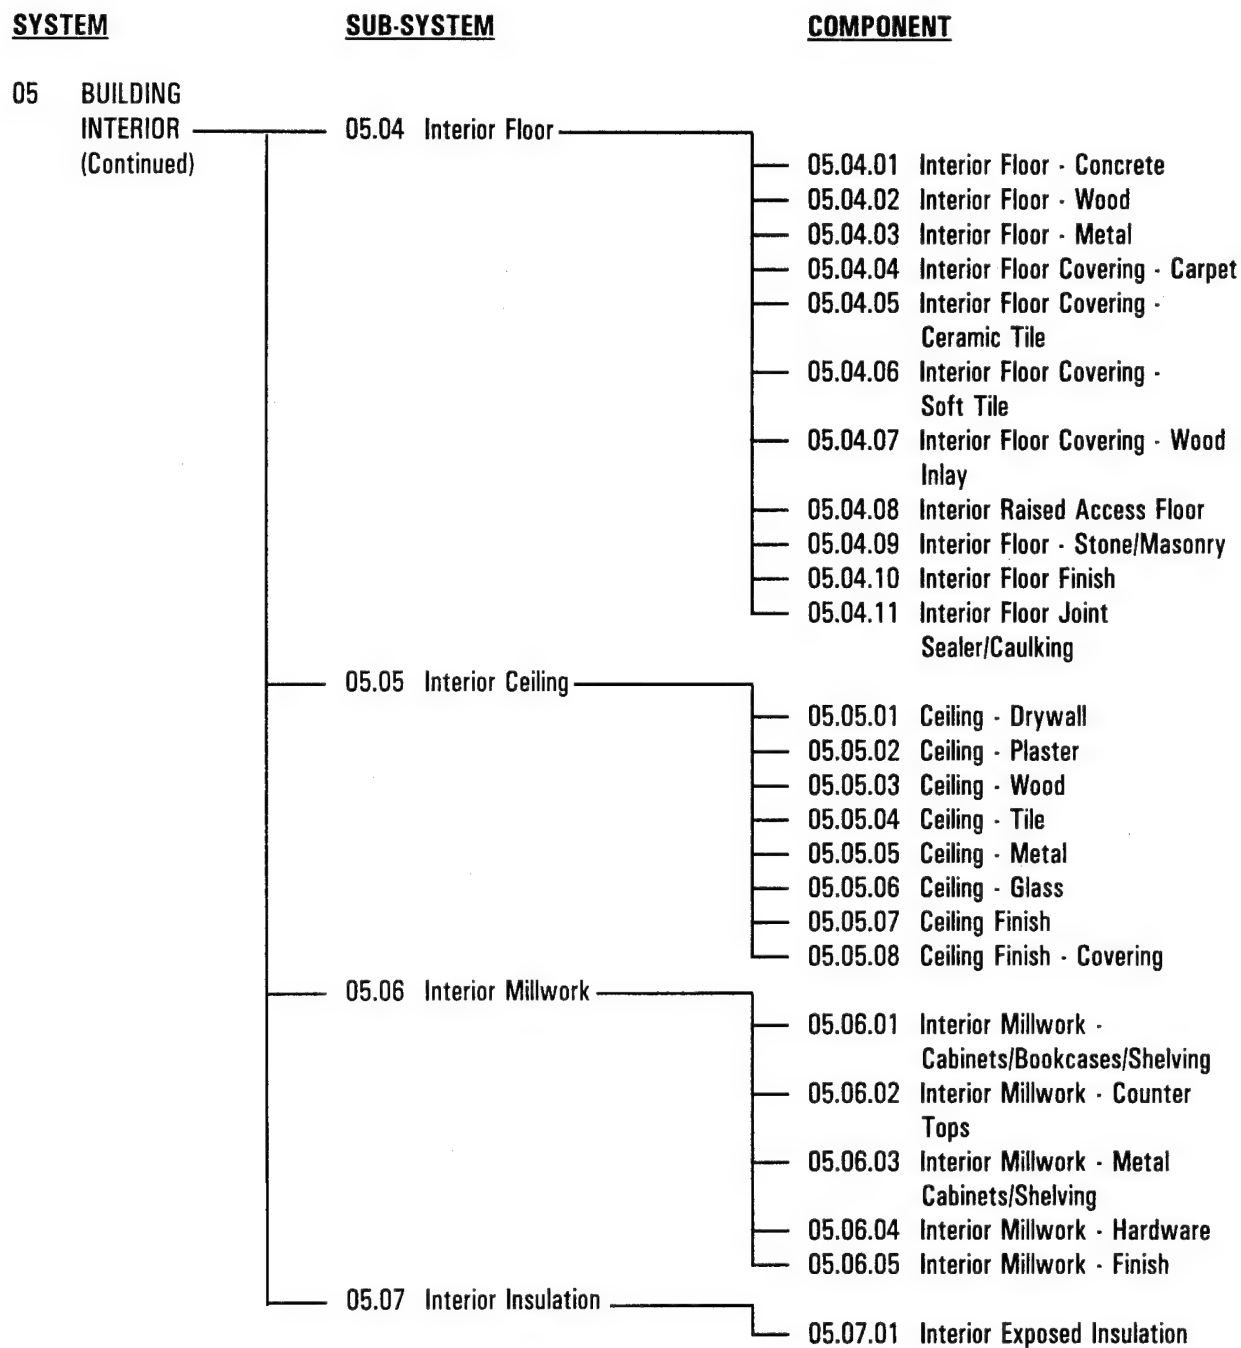 SYSTEM SUB-SYSTEM COMPONENT
05 BUILDING
INTERIOR 05.04 Interior Floor
(Continued)
05.04.01 Interior Floor - Concrete
05.04.02 Interior Floor - Wood
05.04.03 Interior Floor - Metal
05.04.04 Interior Floor Covering - Carpet
05.04.05 Interior Floor Covering -
Ceramic Tile
05.04.06 Interior Floor Covering -
Soft Tile
05.04.07 Interior Floor Covering - Wood
Inlay
05.04.08 Interior Raised Access Floor
05.04.09 Interior Floor - Stone/Masonry
05.04.10 Interior Floor Finish
05.04.11 Interior Floor Joint
Sealer/Caulking
05.05 Interior Ceiling
05.05.01 Ceiling - Drywall
05.05.02 Ceiling - Plaster
05.05.03 Ceiling - Wood
05.05.04 Ceiling - Tile
05.05.05 Ceiling - Metal
05.05.06 Ceiling - Glass
05.05.07 Ceiling Finish
05.05.08 Ceiling Finish - Covering
05.06 Interior Millwork
05.06.01 Interior Millwork -
Cabinets/Bookcases/Shelving
05.06.02 Interior Millwork - Counter
Tops
05.06.03 Interior Millwork - Metal
Cabinets/Shelving
05.06.04 Interior Millwork - Hardware
05.06.05 Interior Millwork - Finish
05.07 Interior Insulation
05.07.01 Interior Exposed Insulation